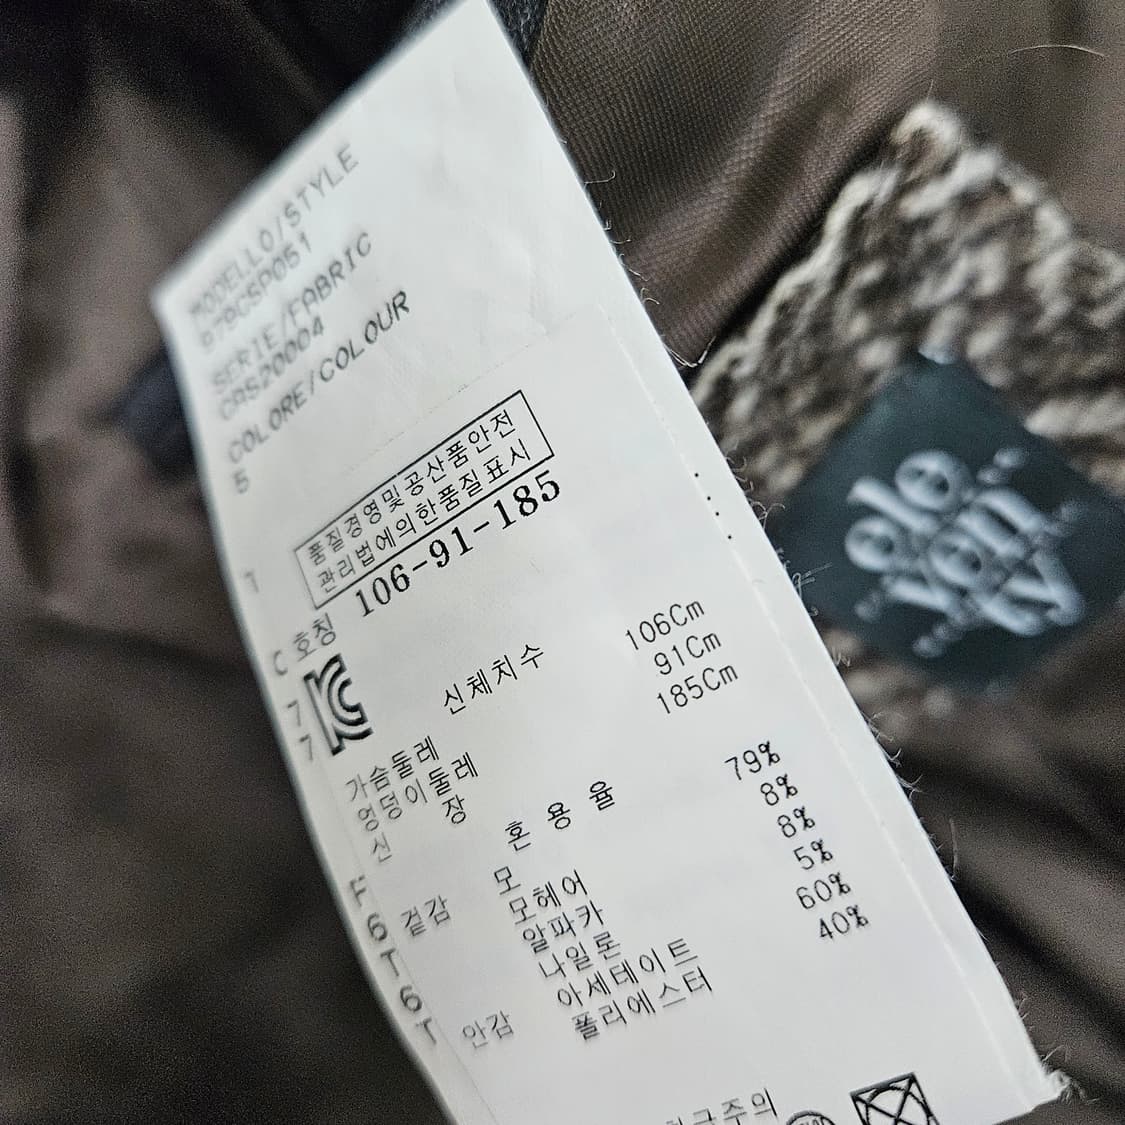 MODELLO/STYLE
679CSP051
SERIE/FABRIC
CAS20004
COLORE/COLOUR
5
품질경영및공산품안전
관리법에의한품질표시
호칭 106-91-185
신체치수
가슴둘레 106Cm
엉덩이둘레 91Cm
신 장 185Cm
혼 용 율
겉감 모 79%
모헤어 8%
알파카 8%
나일론 5%
안감 아세테이트 60%
폴리에스터 40%